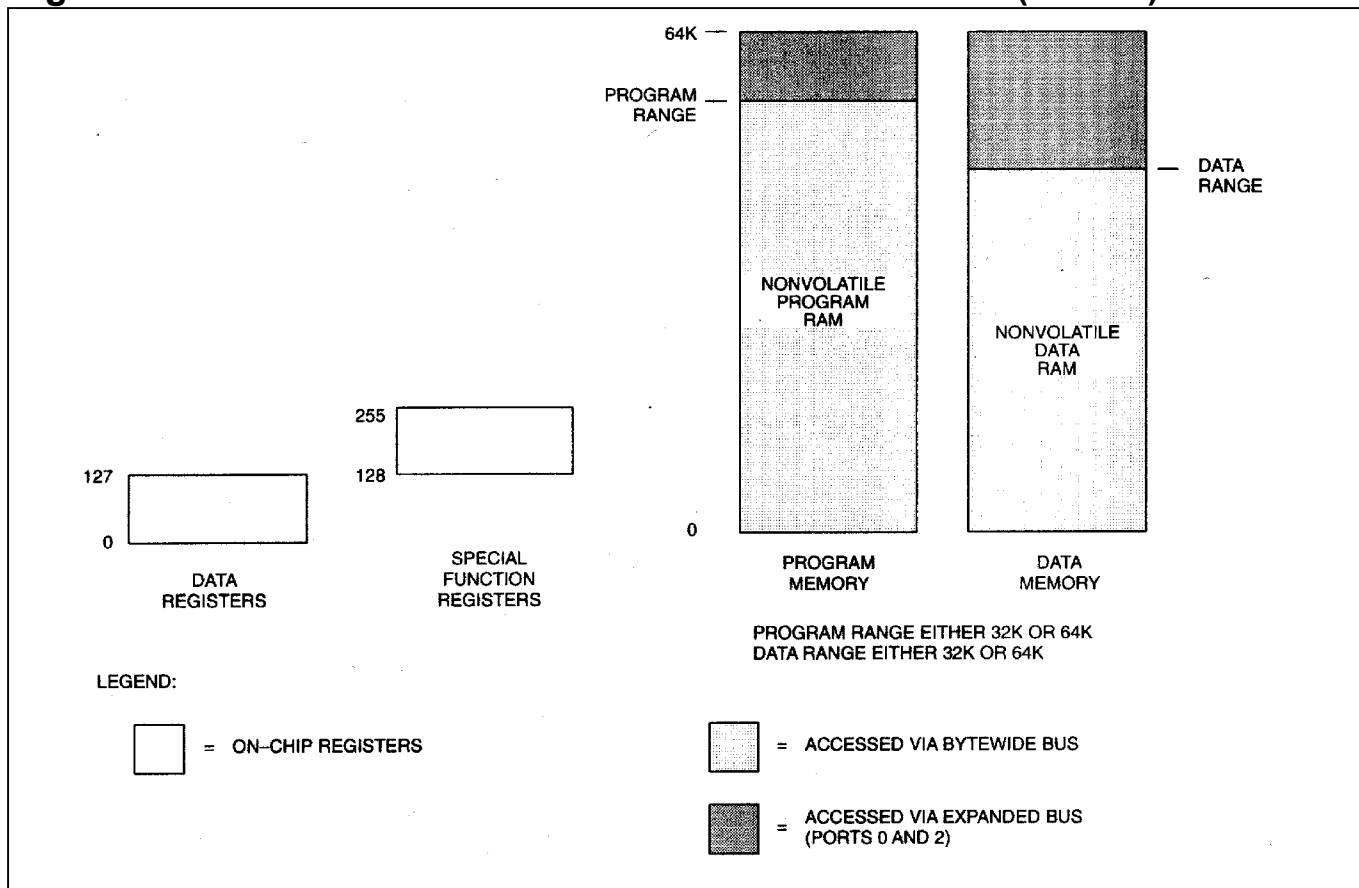 64K
PROGRAM
RANGE
DATA
RANGE
NONVOLATILE
PROGRAM
RAM
NONVOLATILE
DATA
RAM
255
128
127
0
0
DATA
REGISTERS
SPECIAL
FUNCTION
REGISTERS
PROGRAM
MEMORY
DATA
MEMORY
PROGRAM RANGE EITHER 32K OR 64K
DATA RANGE EITHER 32K OR 64K
LEGEND:
= ON–CHIP REGISTERS
= ACCESSED VIA BYTEWIDE BUS
= ACCESSED VIA EXPANDED BUS
(PORTS 0 AND 2)